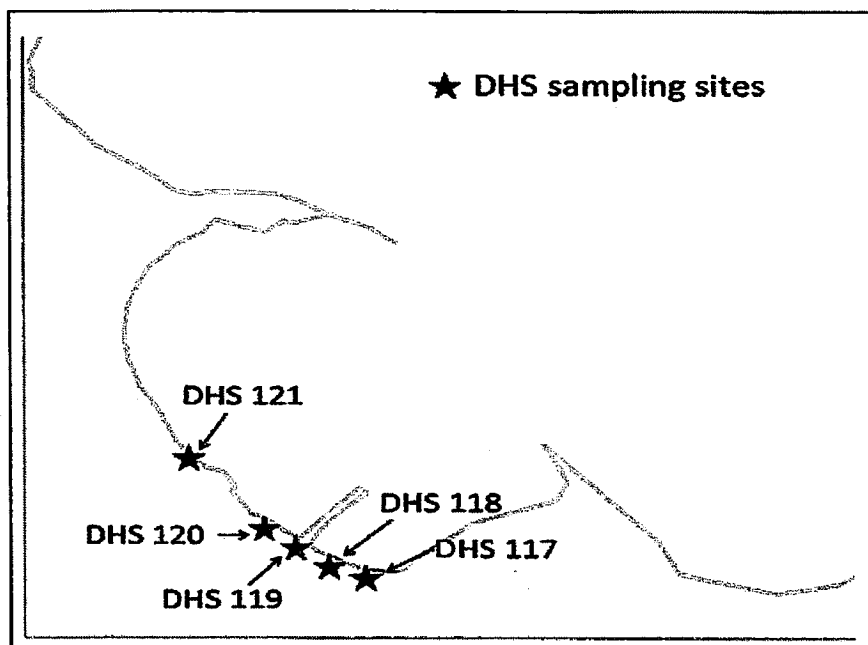 ★ DHS sampling sites
DHS 121
DHS 118
DHS 120
DHS 117
DHS 119